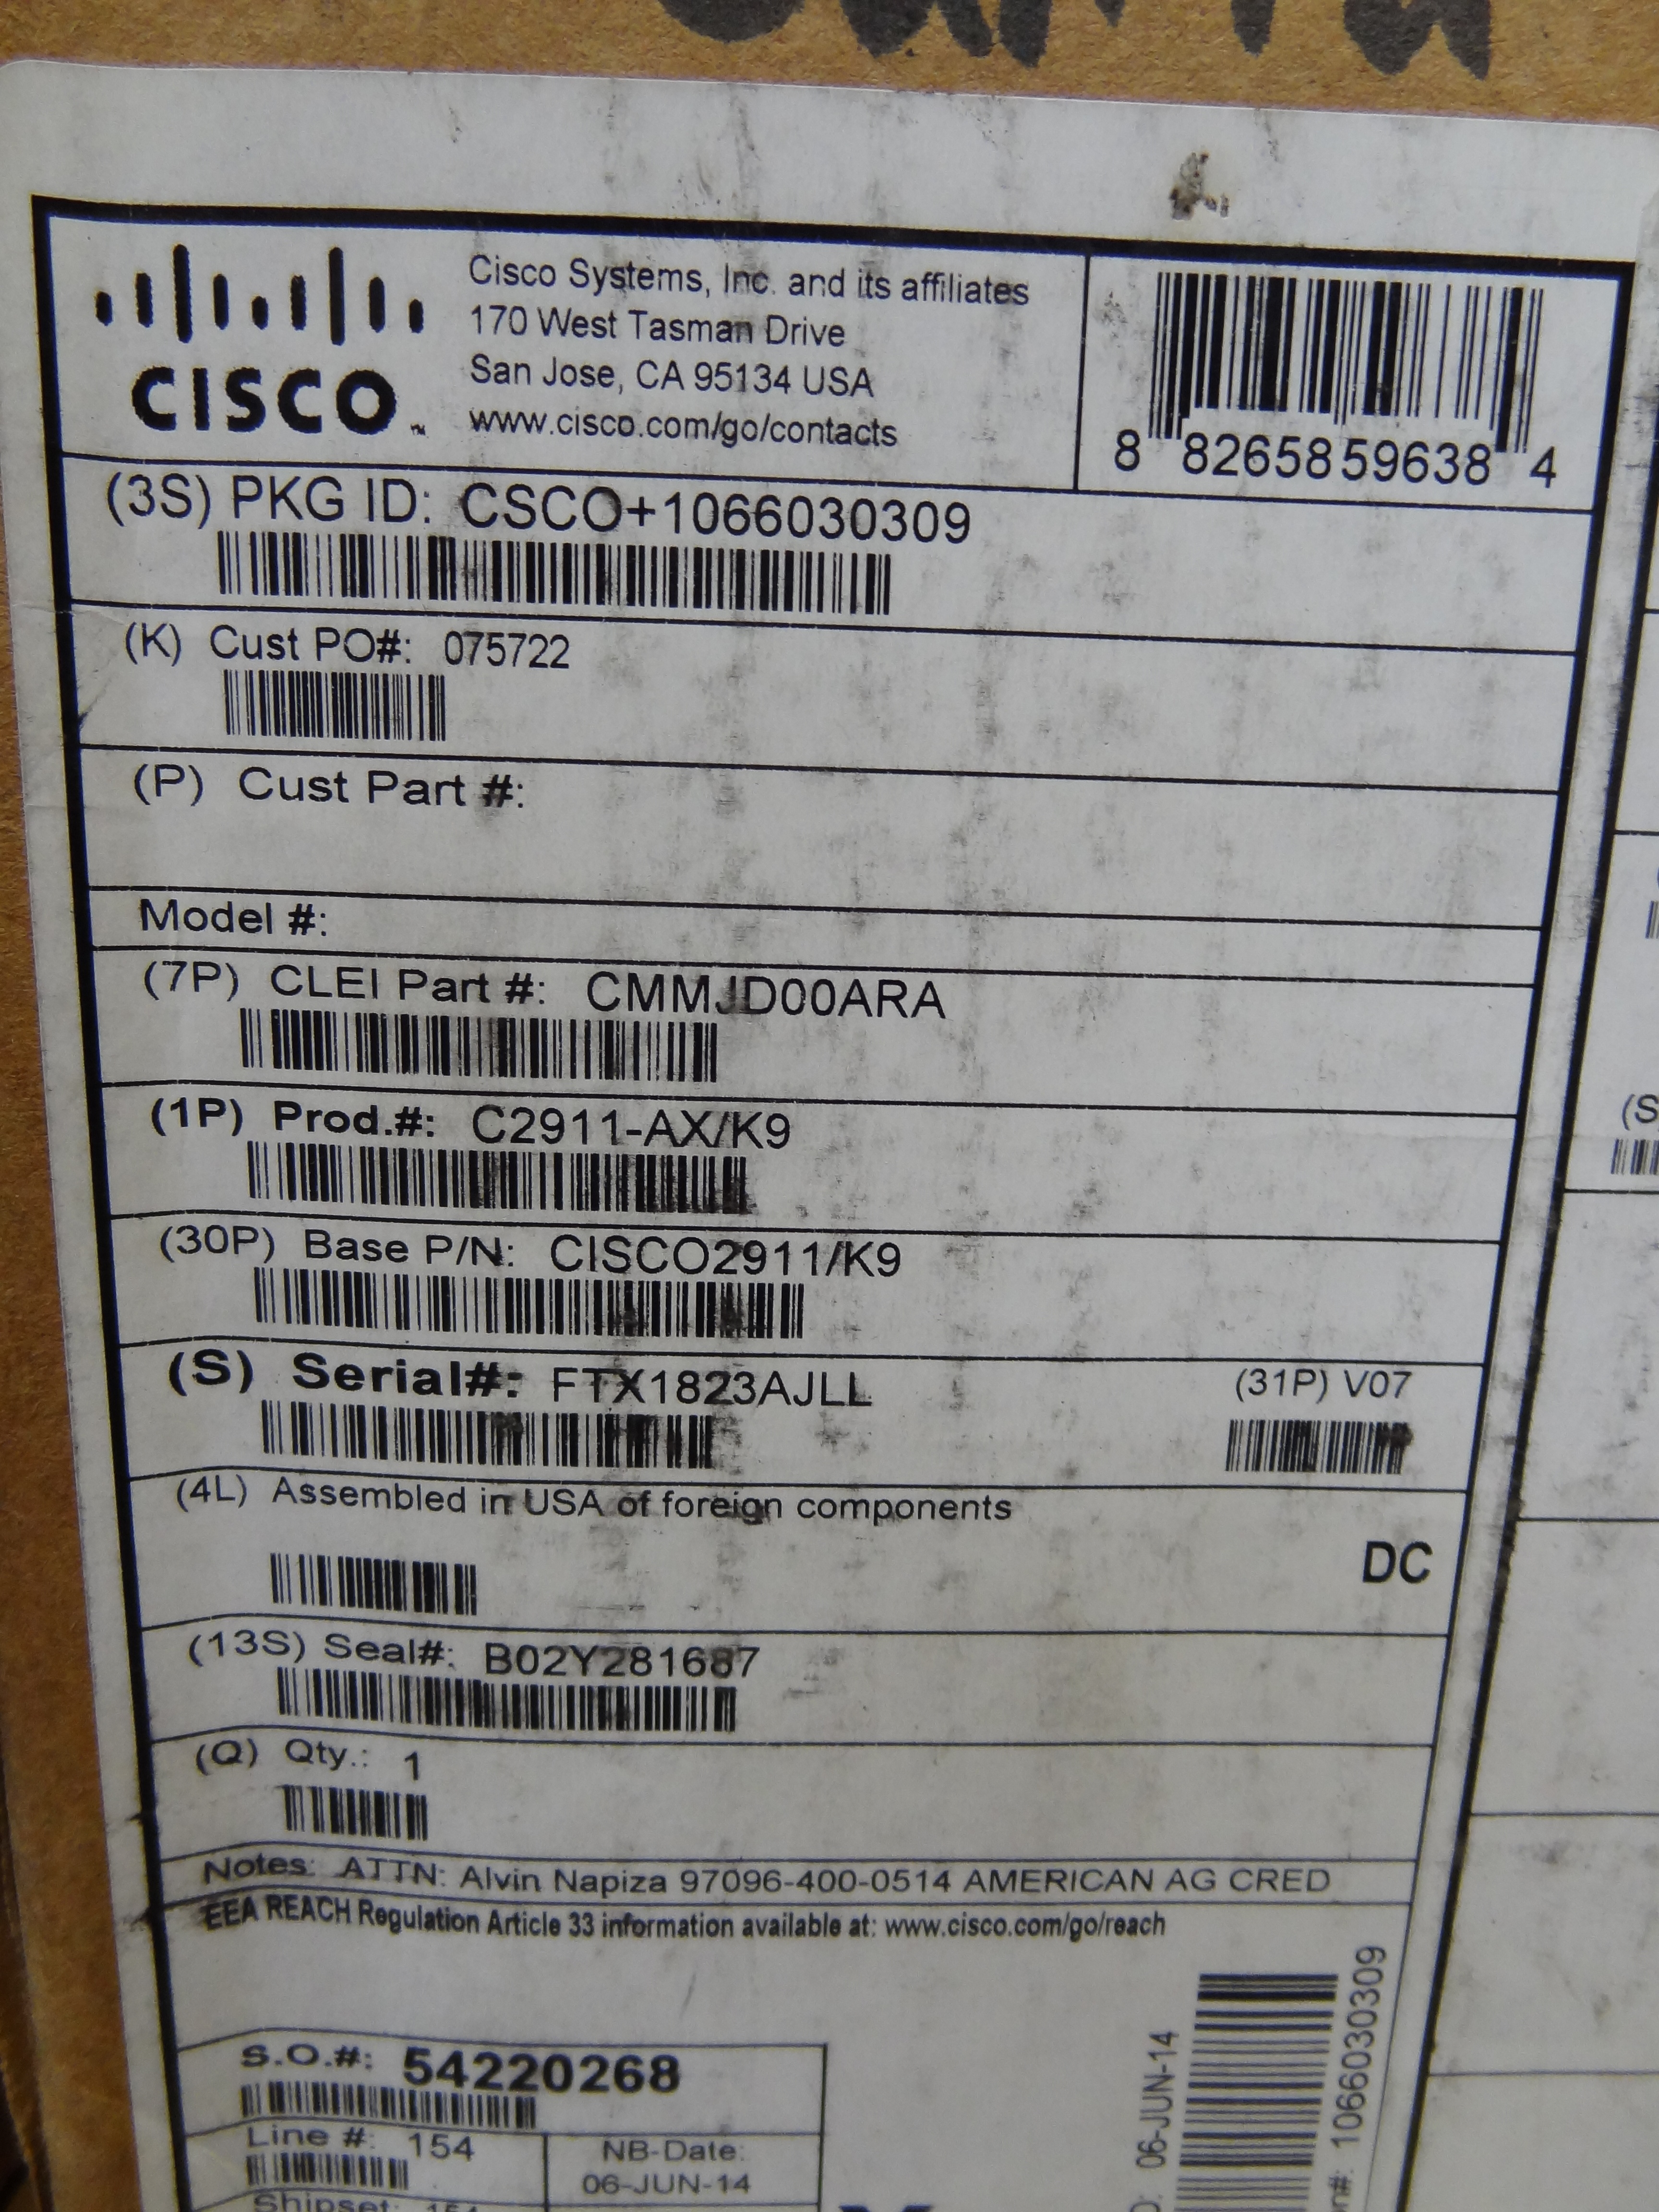 CISCO™
Cisco Systems, Inc. and its affiliates
170 West Tasman Drive
San Jose, CA 95134 USA
www.cisco.com/go/contacts
8 8265859638 4
(3S) PKG ID: CSCO+1066030309
(K) Cust PO#: 075722
(P) Cust Part #:
Model #:
(7P) CLEI Part #: CMMJD00ARA
(1P) Prod.#: C2911-AX/K9
(30P) Base P/N: CISCO2911/K9
(S) Serial#: FTX1823AJLL
(31P) V07
(4L) Assembled in USA of foreign components
DC
(13S) Seal#: B02Y281687
(Q) Qty.: 1
Notes: ATTN: Alvin Napiza 97096-400-0514 AMERICAN AG CRED
EEA REACH Regulation Article 33 information available at: www.cisco.com/go/reach
S.O.#: 54220268
Line #: 154
NB-Date:
06-JUN-14
Shipset: 154
06-JUN-14
1066030309
(S